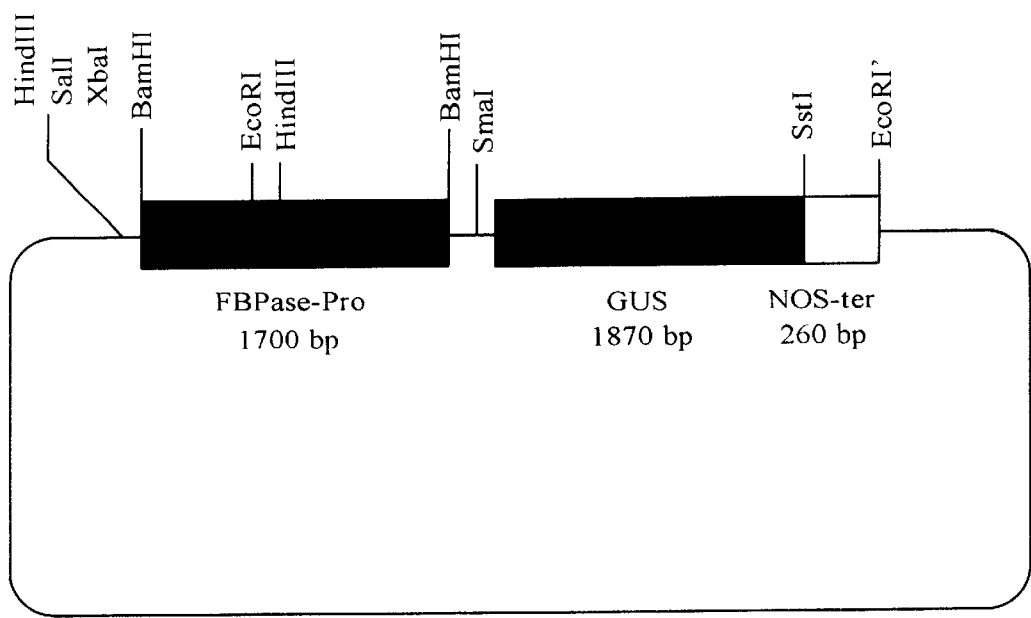 HindIII
SalI
XbaI
BamHI
EcoRI
HindIII
BamHI
SmaI
SstI
EcoRI’
FBPase-Pro
1700 bp
GUS
1870 bp
NOS-ter
260 bp